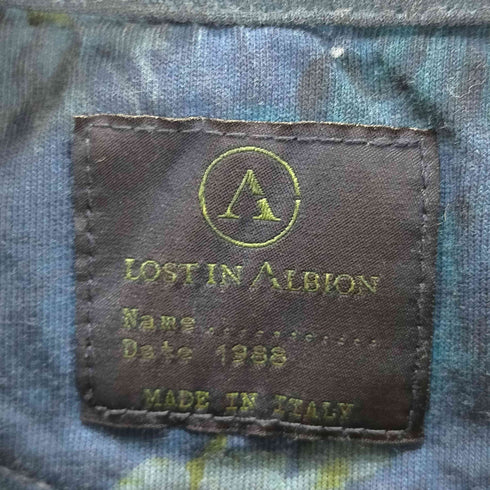 A
LOST IN ALBION
Name............
Date 1988
MADE IN ITALY